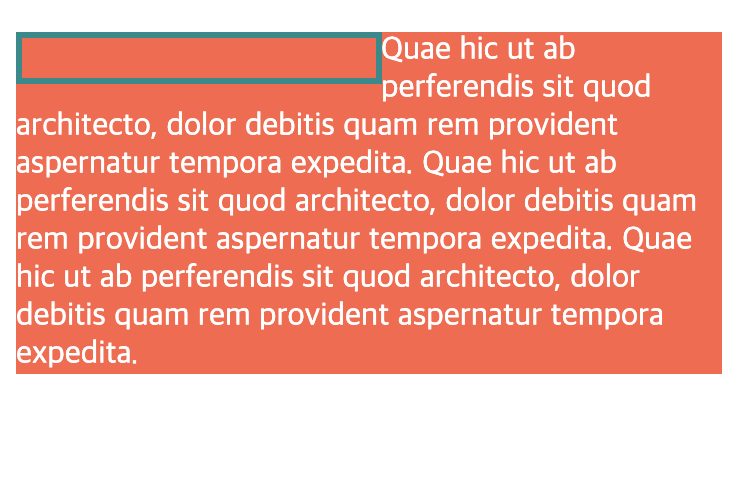 Quae hic ut ab
perferendis sit quod
architecto, dolor debitis quam rem provident
aspernatur tempora expedita. Quae hic ut ab
perferendis sit quod architecto, dolor debitis quam
rem provident aspernatur tempora expedita. Quae
hic ut ab perferendis sit quod architecto, dolor
debitis quam rem provident aspernatur tempora
expedita.